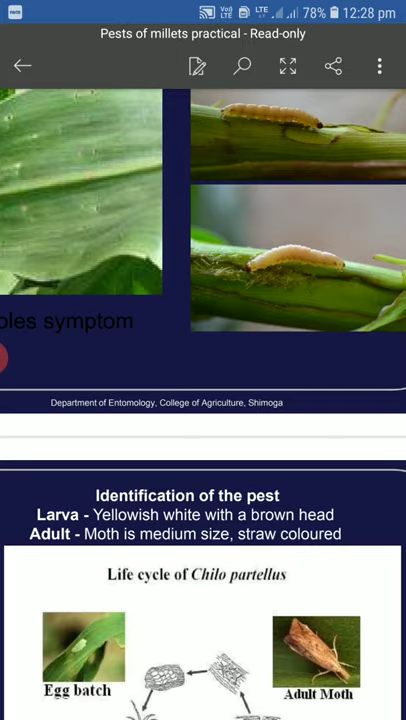 78% 12:28 pm
Pests of millets practical - Read-only
oles symptom
Department of Entomology, College of Agriculture, Shimoga
Identification of the pest
Larva - Yellowish white with a brown head
Adult - Moth is medium size, straw coloured
Life cycle of Chilo partellus
Egg batch
Adult Moth